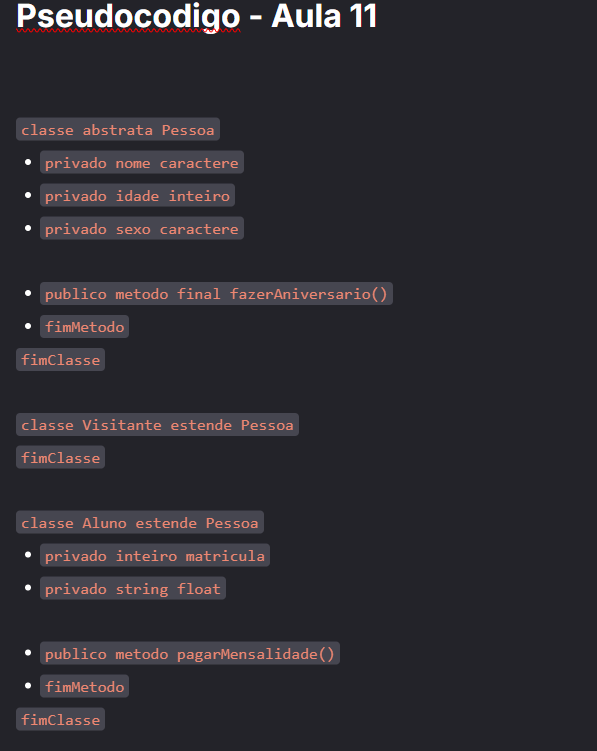 Pseudocodigo - Aula 11
classe abstrata Pessoa
• privado nome caractere
• privado idade inteiro
• privado sexo caractere
• publico metodo final fazerAniversario()
• fimMetodo
fimClasse
classe Visitante estende Pessoa
fimClasse
classe Aluno estende Pessoa
• privado inteiro matricula
• privado string float
• publico metodo pagarMensalidade()
• fimMetodo
fimClasse